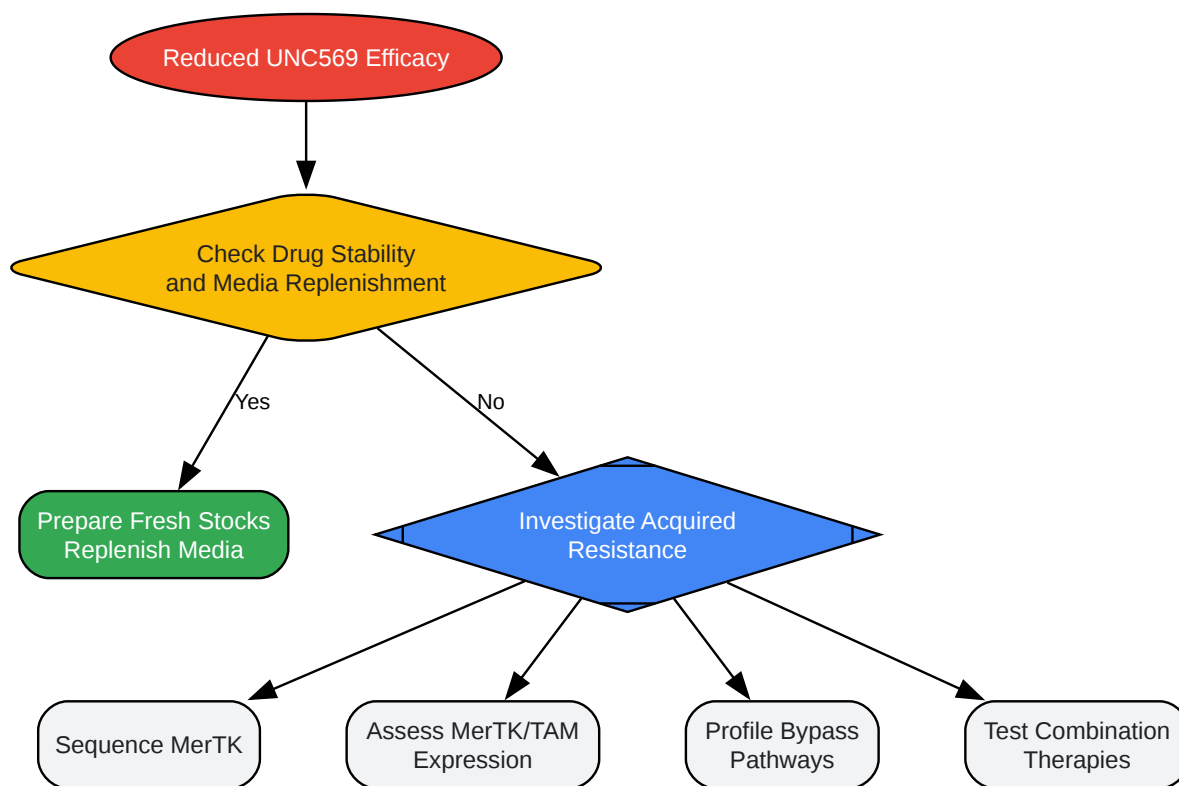 Reduced UNC569 Efficacy
Check Drug Stability
and Media Replenishment
Yes
No
Prepare Fresh Stocks
Replenish Media
Investigate Acquired
Resistance
Sequence MerTK
Assess MerTK/TAM
Expression
Profile Bypass
Pathways
Test Combination
Therapies